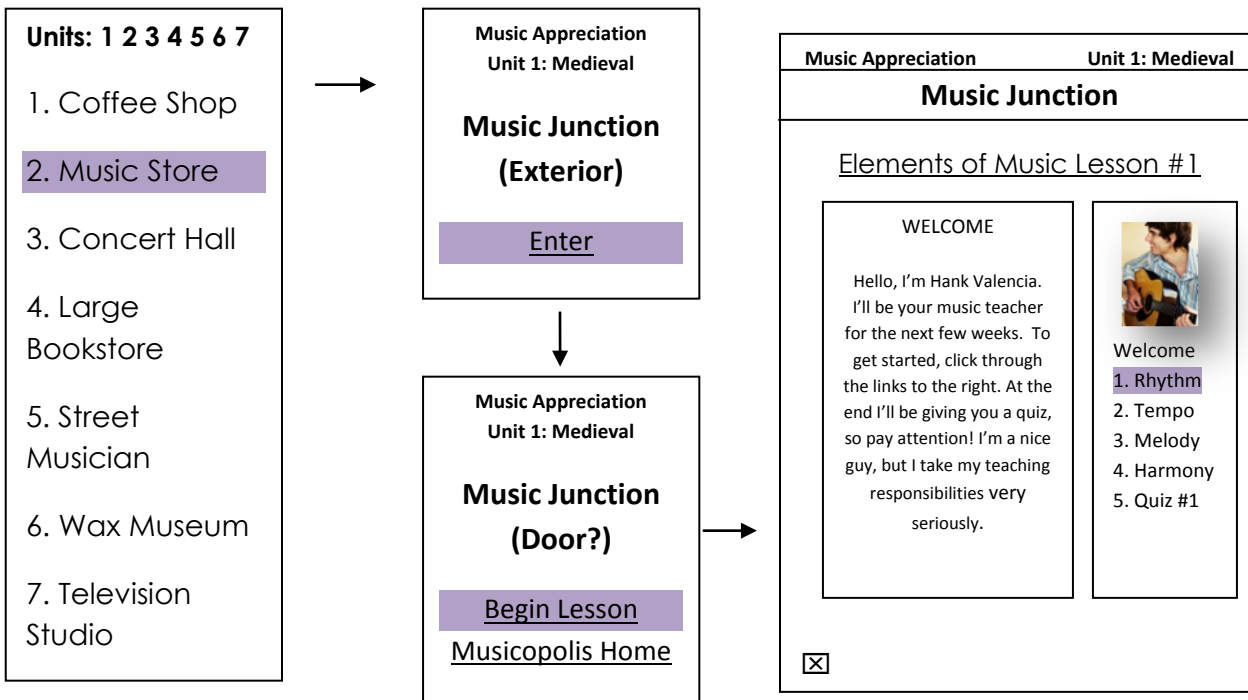 Units: 1 2 3 4 5 6 7
1. Coffee Shop
2. Music Store
3. Concert Hall
4. Large
Bookstore
5. Street
Musician
6. Wax Museum
7. Television
Studio
Music Appreciation
Unit 1: Medieval
Music Junction
(Exterior)
Enter
Music Appreciation
Unit 1: Medieval
Music Junction
(Door?)
Begin Lesson
Musicopolis Home
Music Appreciation Unit 1: Medieval
Music Junction
Elements of Music Lesson #1
WELCOME
Hello, I'm Hank Valencia.
I'll be your music teacher
for the next few weeks. To
get started, click through
the links to the right. At the
end I'll be giving you a quiz,
so pay attention! I'm a nice
guy, but I take my teaching
responsibilities very
seriously.
Welcome
1. Rhythm
2. Tempo
3. Melody
4. Harmony
5. Quiz #1